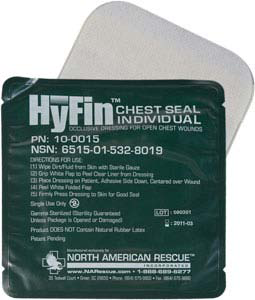 HyFin™ CHEST SEAL
INDIVIDUAL
OCCLUSIVE DRESSING FOR OPEN CHEST WOUNDS
PN: 10-0015
NSN: 6515-01-532-8019
DIRECTIONS FOR USE:
(1) Wipe Dirt/Fluid from Skin with Sterile Gauze
(2) Grip White Flap to Peel Clear Liner from Dressing
(3) Place Dressing on Patient, Adhesive Side Down, Centered over Wound
(4) Peel White Folded Flap
(5) Firmly Press Dressing to Skin for Good Seal
Single Use Only 2
Gamma Sterilized (Sterility Guaranteed
Unless Package is Opened or Damaged)
LOT : 590301
2011-03
Product DOES NOT Contain Natural Rubber Latex
Patent Pending
Manufactured exclusively for
NORTH AMERICAN RESCUE™
INCORPORATED
www.NARescue.com • 1-888-689-6277